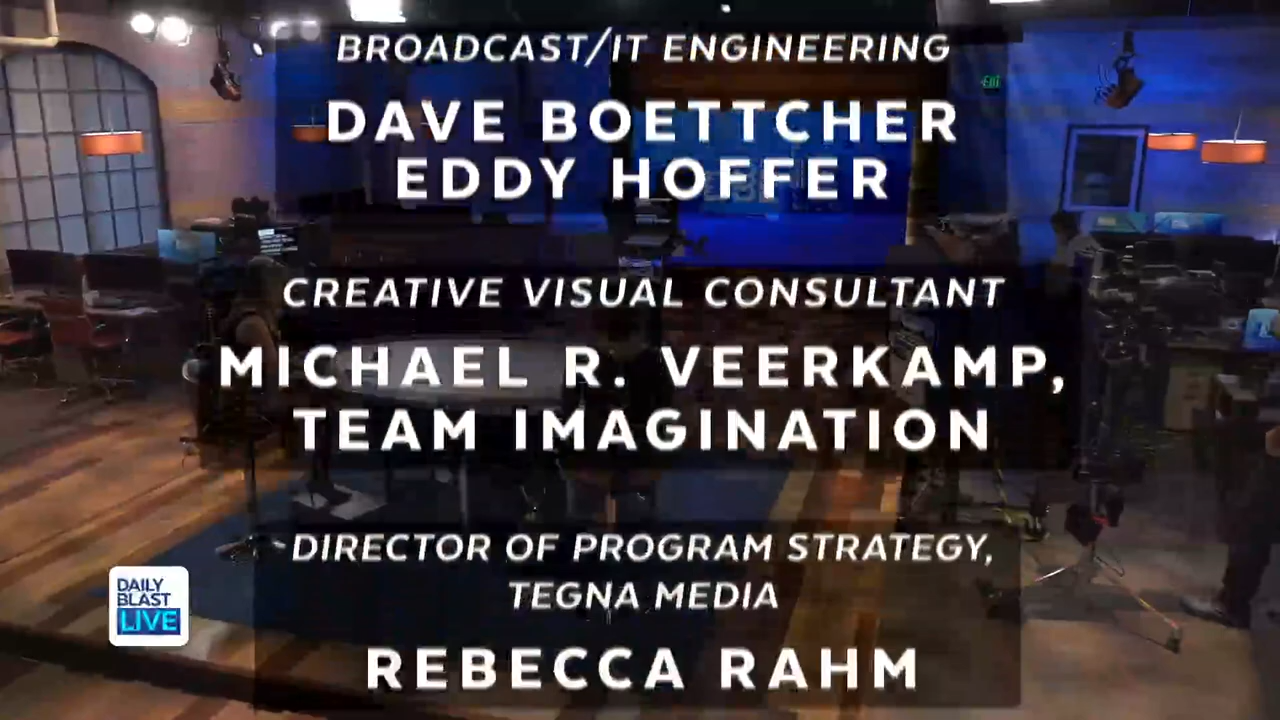 BROADCAST/IT ENGINEERING
DAVE BOETTCHER
EDDY HOFFER
CREATIVE VISUAL CONSULTANT
MICHAEL R. VEERKAMP,
TEAM IMAGINATION
DIRECTOR OF PROGRAM STRATEGY,
TEGNA MEDIA
REBECCA RAHM
DAILY
BLAST
LIVE
EXIT